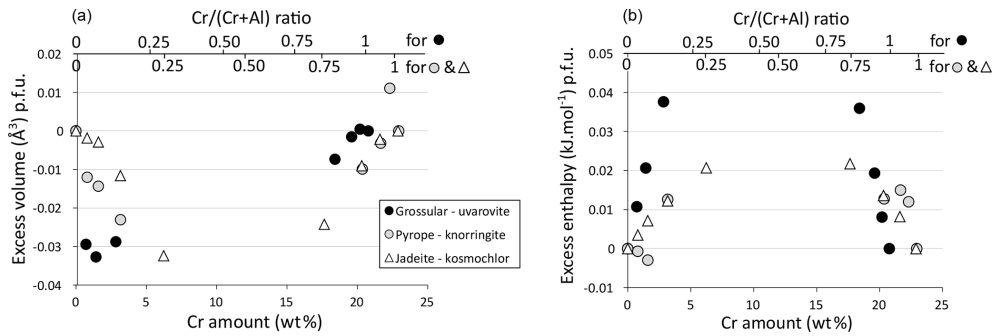 (a)
Cr/(Cr+Al) ratio
0 0.25 0.5 0.75 1 for ●
0 0.25 0.5 0.75 1 for ○ & △
0.02
0.01
0
-0.01
-0.02
-0.03
-0.04
Excess volume (Å³) p.f.u.
Grossular - uvarovite
Pyrope - knorringite
Jadeite - kosmochlor
0 5 10 15 20 25
Cr amount (wt%)
(b)
Cr/(Cr+Al) ratio
0 0.25 0.5 0.75 1 for ●
0 0.25 0.5 0.75 1 for ○ & △
0.05
0.04
0.03
0.02
0.01
0
-0.01
Excess enthalpy (kJ.mol⁻¹) p.f.u.
0 5 10 15 20 25
Cr amount (wt%)